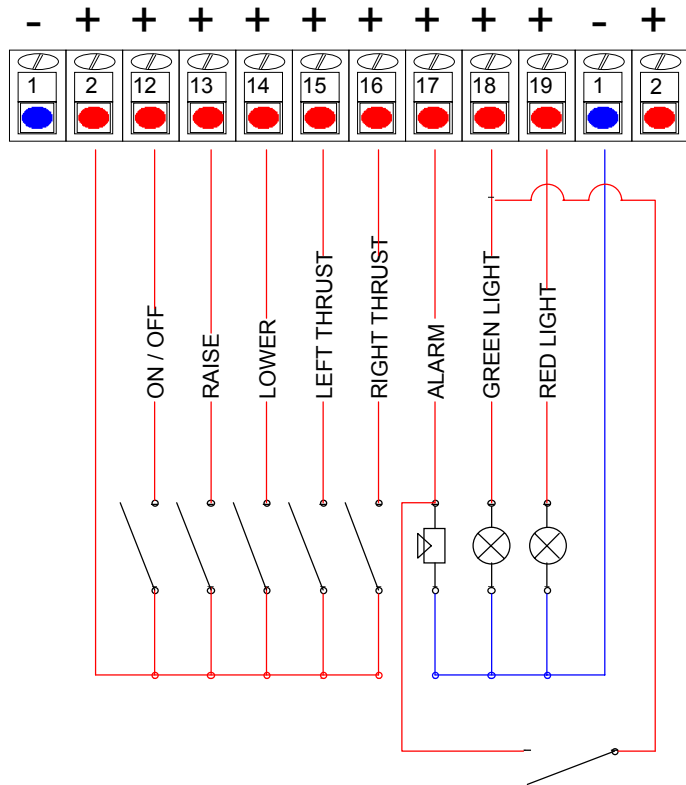 - + + + + + + + + + - +
1 2 12 13 14 15 16 17 18 19 1 2
ON / OFF
RAISE
LOWER
LEFT THRUST
RIGHT THRUST
ALARM
GREEN LIGHT
RED LIGHT